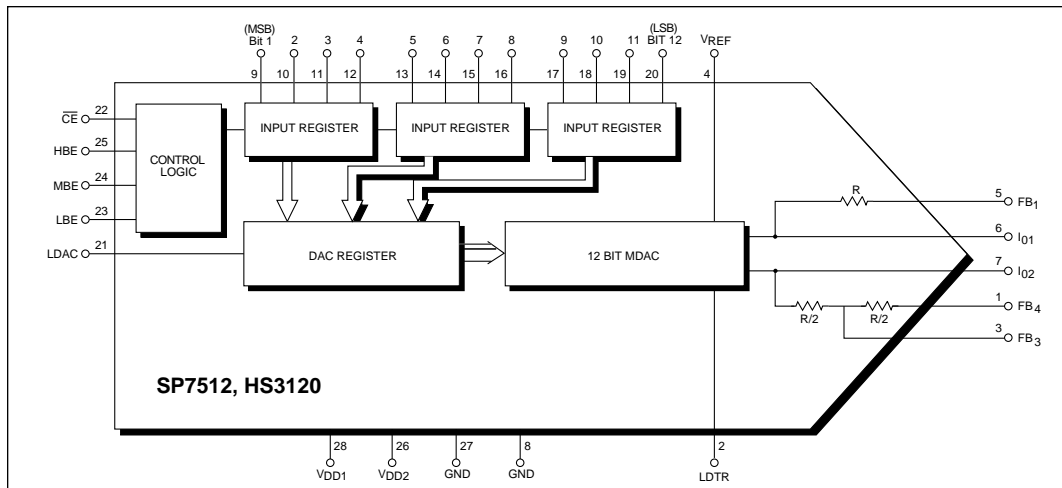 (MSB) (LSB)
Bit 1 2 3 4 5 6 7 8 9 10 11 BIT 12 VREF
9 10 11 12 13 14 15 16 17 18 19 20 4
CE 22
HBE 25
MBE 24
LBE 23
LDAC 21
CONTROL
LOGIC
INPUT REGISTER INPUT REGISTER INPUT REGISTER
DAC REGISTER 12 BIT MDAC
R 5 FB1
6 I01
7 I02
R/2 R/2 1 FB4
3 FB3
SP7512, HS3120
28 26 27 8 2
VDD1 VDD2 GND GND LDTR